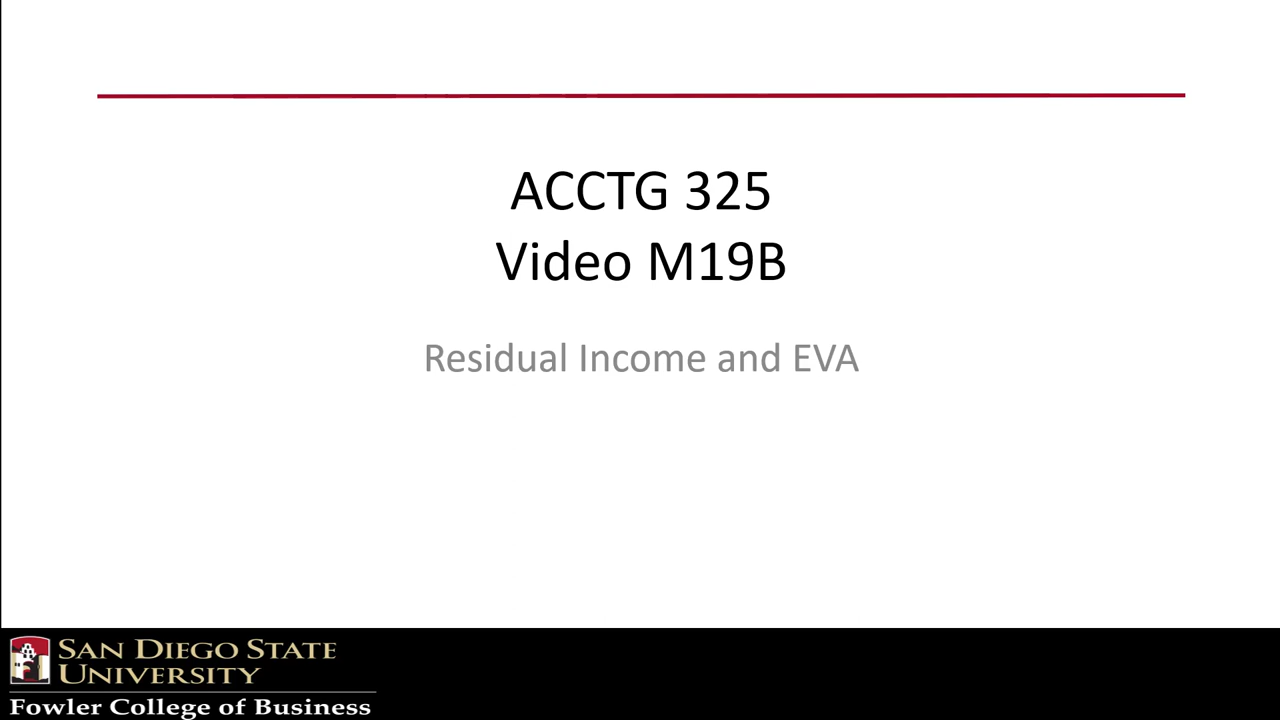 ACCTG 325
Video M19B
Residual Income and EVA
SAN DIEGO STATE
UNIVERSITY
Fowler College of Business